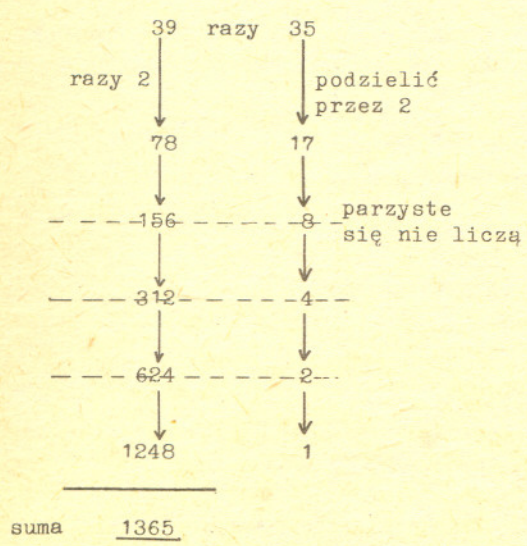 39 razy 35
razy 2 podzielić
przez 2
78 17
156 8 parzyste
się nie liczą
312 4
624 2
1248 1
suma 1365